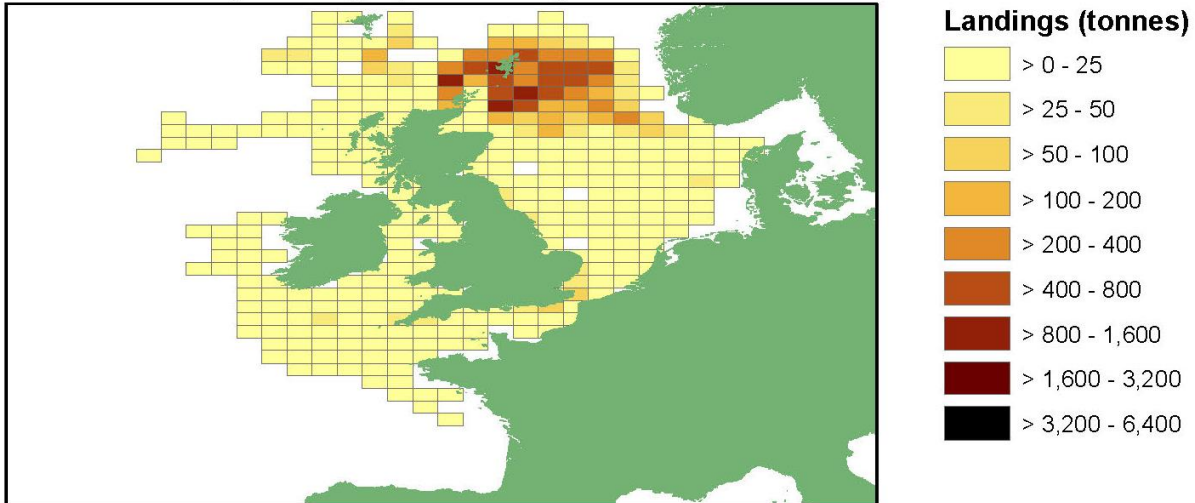 Landings (tonnes)
> 0 - 25
> 25 - 50
> 50 - 100
> 100 - 200
> 200 - 400
> 400 - 800
> 800 - 1,600
> 1,600 - 3,200
> 3,200 - 6,400